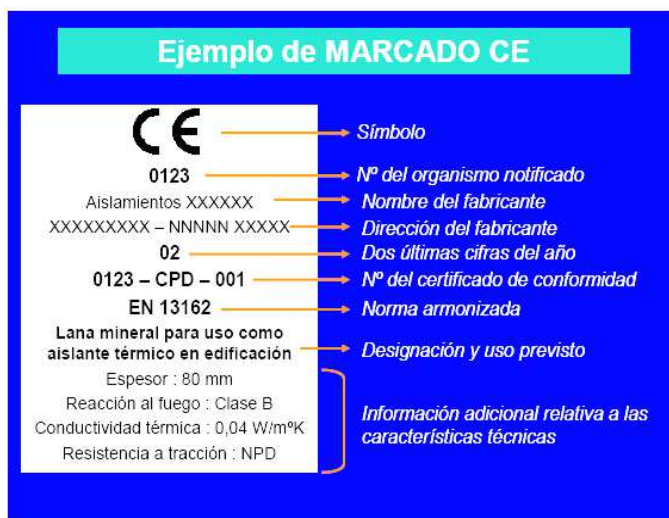 Ejemplo de MARCADO CE
CE
Símbolo
0123
Nº del organismo notificado
Aislamientos XXXXXX
Nombre del fabricante
XXXXXXXXX – NNNNN XXXXX
Dirección del fabricante
02
Dos últimas cifras del año
0123 – CPD – 001
Nº del certificado de conformidad
EN 13162
Norma armonizada
Lana mineral para uso como
aislante térmico en edificación
Designación y uso previsto
Espesor : 80 mm
Reacción al fuego : Clase B
Conductividad térmica : 0,04 W/mºK
Resistencia a tracción : NPD
Información adicional relativa a las
características técnicas